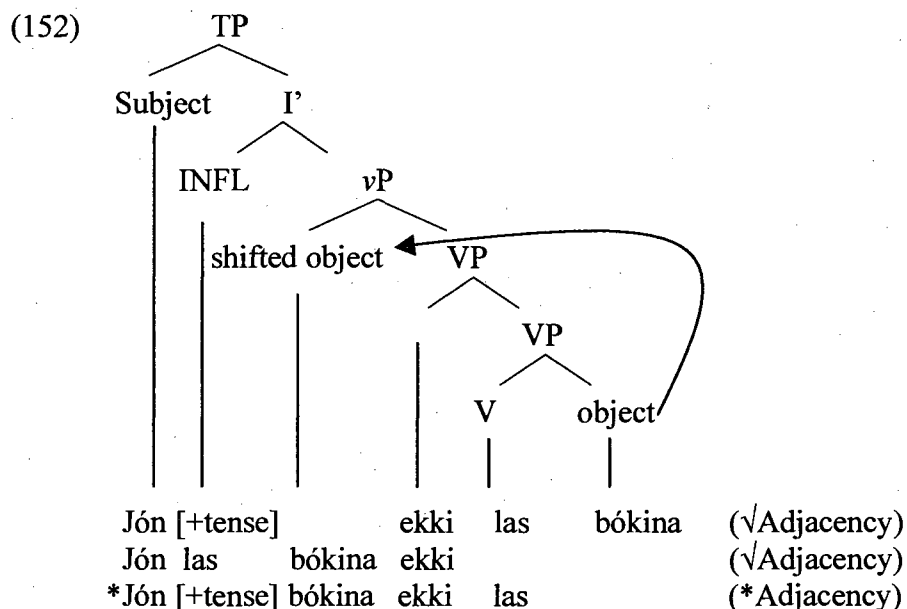 (152) TP
Subject I'
INFL vP
shifted object VP
VP
V object
Jón [+tense] ekki las bókina (√Adjacency)
Jón las bókina ekki (√Adjacency)
*Jón [+tense] bókina ekki las (*Adjacency)